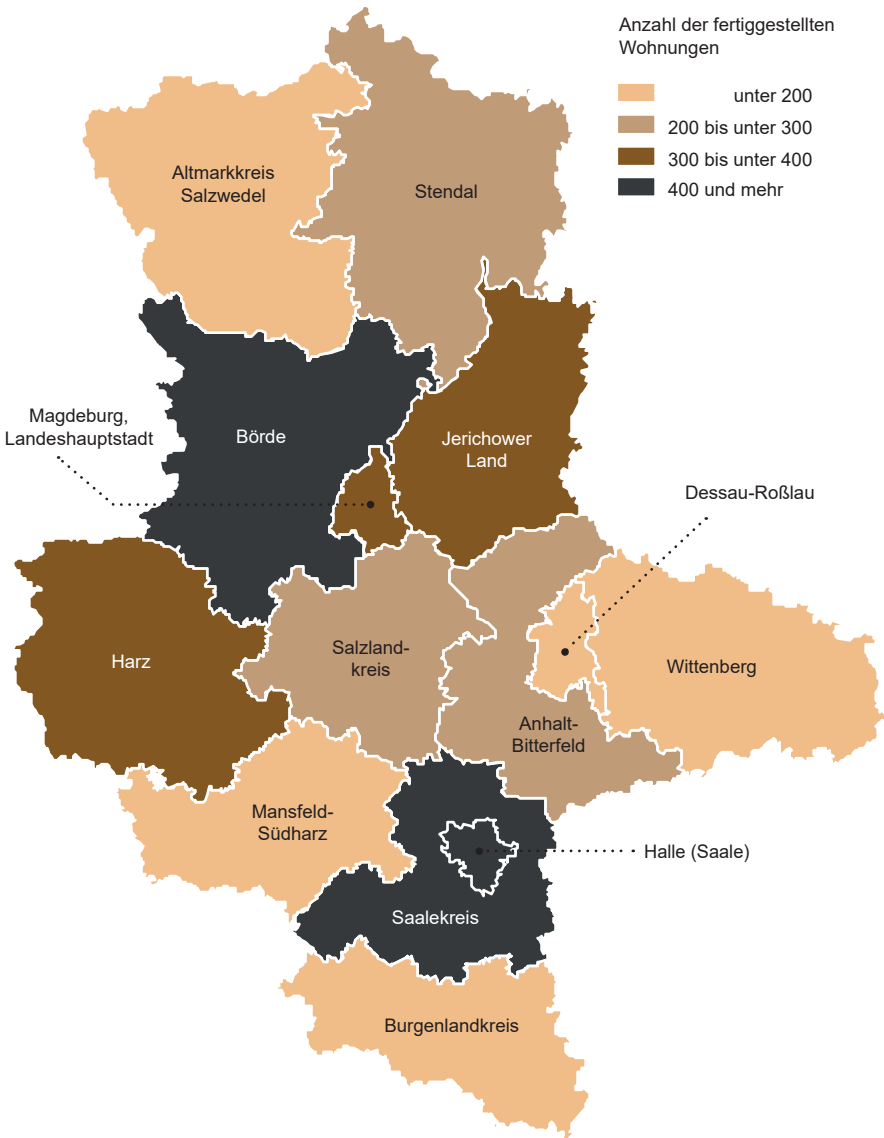 Anzahl der fertiggestellten
Wohnungen
unter 200
200 bis unter 300
300 bis unter 400
400 und mehr
Altmarkkreis
Salzwedel
Stendal
Magdeburg,
Landeshauptstadt
Börde
Jerichower
Land
Dessau-Roßlau
Harz
Salzland-
kreis
Wittenberg
Anhalt-
Bitterfeld
Mansfeld-
Südharz
Halle (Saale)
Saalekreis
Burgenlandkreis